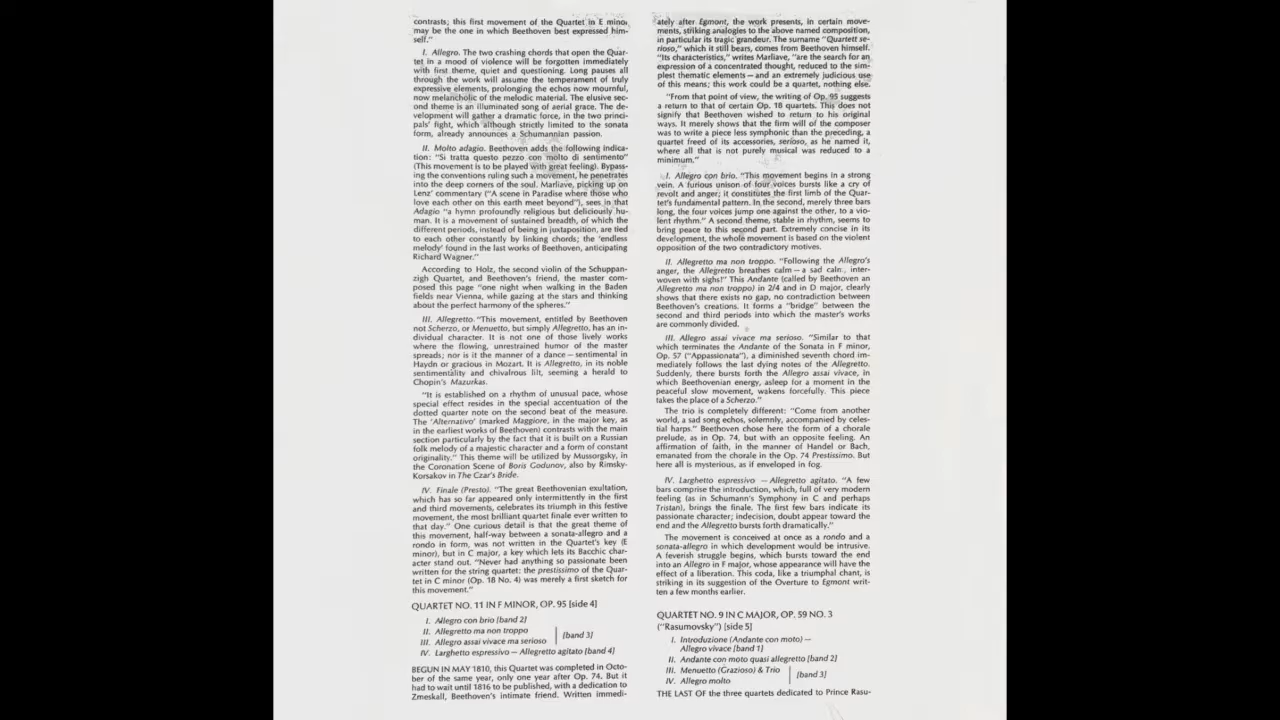 contrasts; this first movement of the Quartet in E minor
may be the one in which Beethoven best expressed him-
self."
I. Allegro. The two crashing chords that open the Quar-
tet in a mood of violence will be forgotten immediately
with first theme, quiet and questioning. Long pauses all
through the work will assume the temperament of truly
expressive elements, prolonging the echos now mournful,
now melancholic of the melodic material. The elusive sec-
ond theme is an illuminated song of aerial grace. The de-
velopment will gather a dramatic force, in the two princi-
pals' fight, which although strictly limited to the sonata
form, already announces a Schumannian passion.
II. Molto adagio. Beethoven adds the following indica-
tion: "Si tratta questo pezzo con molto di sentimento"
(This movement is to be played with great feeling). Bypass-
ing the conventions ruling such a movement, he penetrates
into the deep corners of the soul. Marliave, picking up on
Lenz' commentary ("A scene in Paradise where those who
love each other on this earth meet beyond"), sees in that
Adagio "a hymn profoundly religious but deliciously hu-
man. It is a movement of sustained breadth, of which the
different periods, instead of being in juxtaposition, are tied
to each other constantly by linking chords; the 'endless
melody' found in the last works of Beethoven, anticipating
Richard Wagner."
According to Holz, the second violin of the Schuppan-
zigh Quartet, and Beethoven's friend, the master com-
posed this page "one night when walking in the Baden
fields near Vienna, while gazing at the stars and thinking
about the perfect harmony of the spheres."
III. Allegretto. "This movement, entitled by Beethoven
not Scherzo, or Menuetto, but simply Allegretto, has an in-
dividual character. It is not one of those lively works
where the flowing, unrestrained humor of the master
spreads; nor is it the manner of a dance—sentimental in
Haydn or gracious in Mozart. It is Allegretto, in its noble
sentimentality and chivalrous lilt, seeming a herald to
Chopin's Mazurkas.
"It is established on a rhythm of unusual pace, whose
special effect resides in the special accentuation of the
dotted quarter note on the second beat of the measure.
The 'Alternativo' (marked Maggiore, in the major key, as
in the earliest works of Beethoven) contrasts with the main
section particularly by the fact that it is built on a Russian
folk melody of a majestic character and a form of constant
originality." This theme will be utilized by Mussorgsky, in
the Coronation Scene of Boris Godunov, also by Rimsky-
Korsakov in The Czar's Bride.
IV. Finale (Presto). "The great Beethovenian exultation,
which has so far appeared only intermittently in the first
and third movements, celebrates its triumph in this festive
movement, the most brilliant quartet finale ever written to
that day." One curious detail is that the great theme of
this movement, half-way between a sonata-allegro and a
rondo in form, was not written in the Quartet's key (E
minor), but in C major, a key which lets its Bacchic char-
acter stand out. "Never had anything so passionate been
written for the string quartet: the prestissimo of the Quar-
tet in C minor (Op. 18 No. 4) was merely a first sketch for
this movement."
QUARTET NO. 11 IN F MINOR, OP. 95 [side 4]
I. Allegro con brio [band 2]
II. Allegretto ma non troppo
III. Allegro assai vivace ma serioso
[band 3]
IV. Larghetto espressivo — Allegretto agitato [band 4]
BEGUN IN MAY 1810, this Quartet was completed in Octo-
ber of the same year, only one year after Op. 74. But it
had to wait until 1816 to be published, with a dedication to
Zmeskall, Beethoven's intimate friend. Written immedi-
ately after Egmont, the work presents, in certain move-
ments, striking analogies to the above named composition,
in particular its tragic grandeur. The surname "Quartett se-
rioso," which it still bears, comes from Beethoven himself.
"Its characteristics," writes Marliave, "are the search for an
expression of a concentrated thought, reduced to the sim-
plest thematic elements—and an extremely judicious use
of this means; this work could be a quartet, nothing else.
"From that point of view, the writing of Op. 95 suggests
a return to that of certain Op. 18 quartets. This does not
signify that Beethoven wished to return to his original
ways. It merely shows that the firm will of the composer
was to write a piece less symphonic than the preceding, a
quartet freed of its accessories, serioso, as he named it,
where all that is not purely musical was reduced to a
minimum."
I. Allegro con brio. "This movement begins in a strong
vein. A furious unison of four voices bursts like a cry of
revolt and anger; it constitutes the first limb of the Quar-
tet's fundamental pattern. In the second, merely three bars
long, the four voices jump one against the other, to a vio-
lent rhythm." A second theme, stable in rhythm, seems to
bring peace to this second part. Extremely concise in its
development, the whole movement is based on the violent
opposition of the two contradictory motives.
II. Allegretto ma non troppo. "Following the Allegro's
anger, the Allegretto breathes calm—a sad calm, inter-
woven with sighs!" This Andante (called by Beethoven an
Allegretto ma non troppo) in 2/4 and in D major, clearly
shows that there exists no gap, no contradiction between
Beethoven's creations. It forms a "bridge" between the
second and third periods into which the master's works
are commonly divided.
III. Allegro assai vivace ma serioso. "Similar to that
which terminates the Andante of the Sonata in F minor,
Op. 57 ("Appassionata"), a diminished seventh chord im-
mediately follows the last dying notes of the Allegretto.
Suddenly, there bursts forth the Allegro assai vivace, in
which Beethovenian energy, asleep for a moment in the
peaceful slow movement, wakens forcefully. This piece
takes the place of a Scherzo."
The trio is completely different: "Come from another
world, a sad song echos, solemnly, accompanied by celes-
tial harps." Beethoven chose here the form of a chorale
prelude, as in Op. 74, but with an opposite feeling. An
affirmation of faith, in the manner of Handel or Bach,
emanated from the chorale in the Op. 74 Prestissimo. But
here all is mysterious, as if enveloped in fog.
IV. Larghetto espressivo — Allegretto agitato. "A few
bars comprise the introduction, which, full of very modern
feeling (as in Schumann's Symphony in C and perhaps
Tristan), brings the finale. The first few bars indicate its
passionate character; indecision, doubt appear toward the
end and the Allegretto bursts forth dramatically."
The movement is conceived at once as a rondo and a
sonata-allegro in which development would be intrusive.
A feverish struggle begins, which bursts toward the end
into an Allegro in F major, whose appearance will have the
effect of a liberation. This coda, like a triumphal chant, is
striking in its suggestion of the Overture to Egmont writ-
ten a few months earlier.
QUARTET NO. 9 IN C MAJOR, OP. 59 NO. 3
("Rasumovsky") [side 5]
I. Introduzione (Andante con moto) —
Allegro vivace [band 1]
II. Andante con moto quasi allegretto [band 2]
III. Menuetto (Grazioso) & Trio
[band 3]
IV. Allegro molto
THE LAST OF the three quartets dedicated to Prince Rasu-